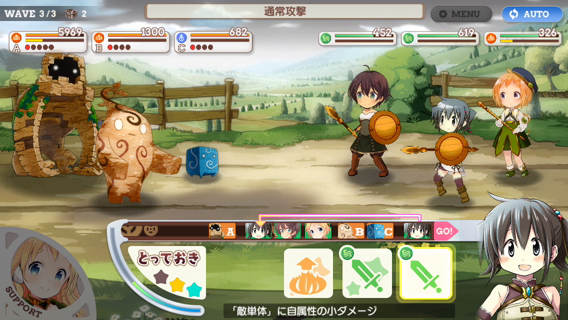 WAVE 3/3 2
通常攻撃
MENU
AUTO
5969
A
1300
B
682
C
452
619
326
A B C GO!
とっておき
SUPPORT
「敵単体」に自属性の小ダメージ